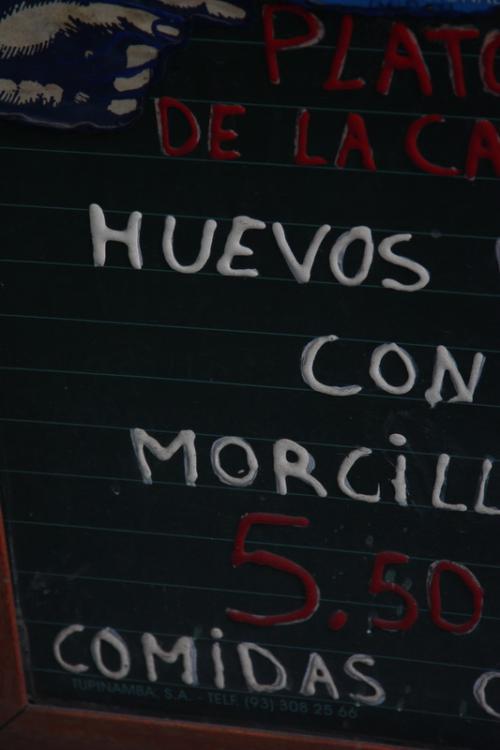 PLATO
DE LA CA
HUEVOS
CON
MORCILL
5.50
COMIDAS
TUPINAMBA, S.A. - TELF. (93) 308 25 66